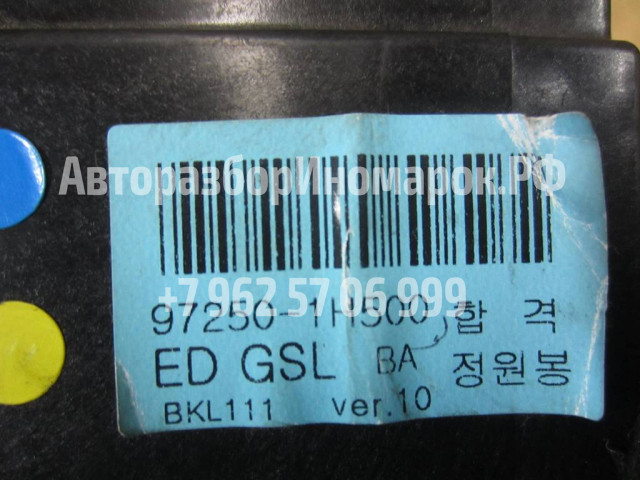 АвторазборИномарок.РФ
+7 962 57 06 999
97250-1H500 합 격
ED GSL BA 정원봉
BKL111 ver.10